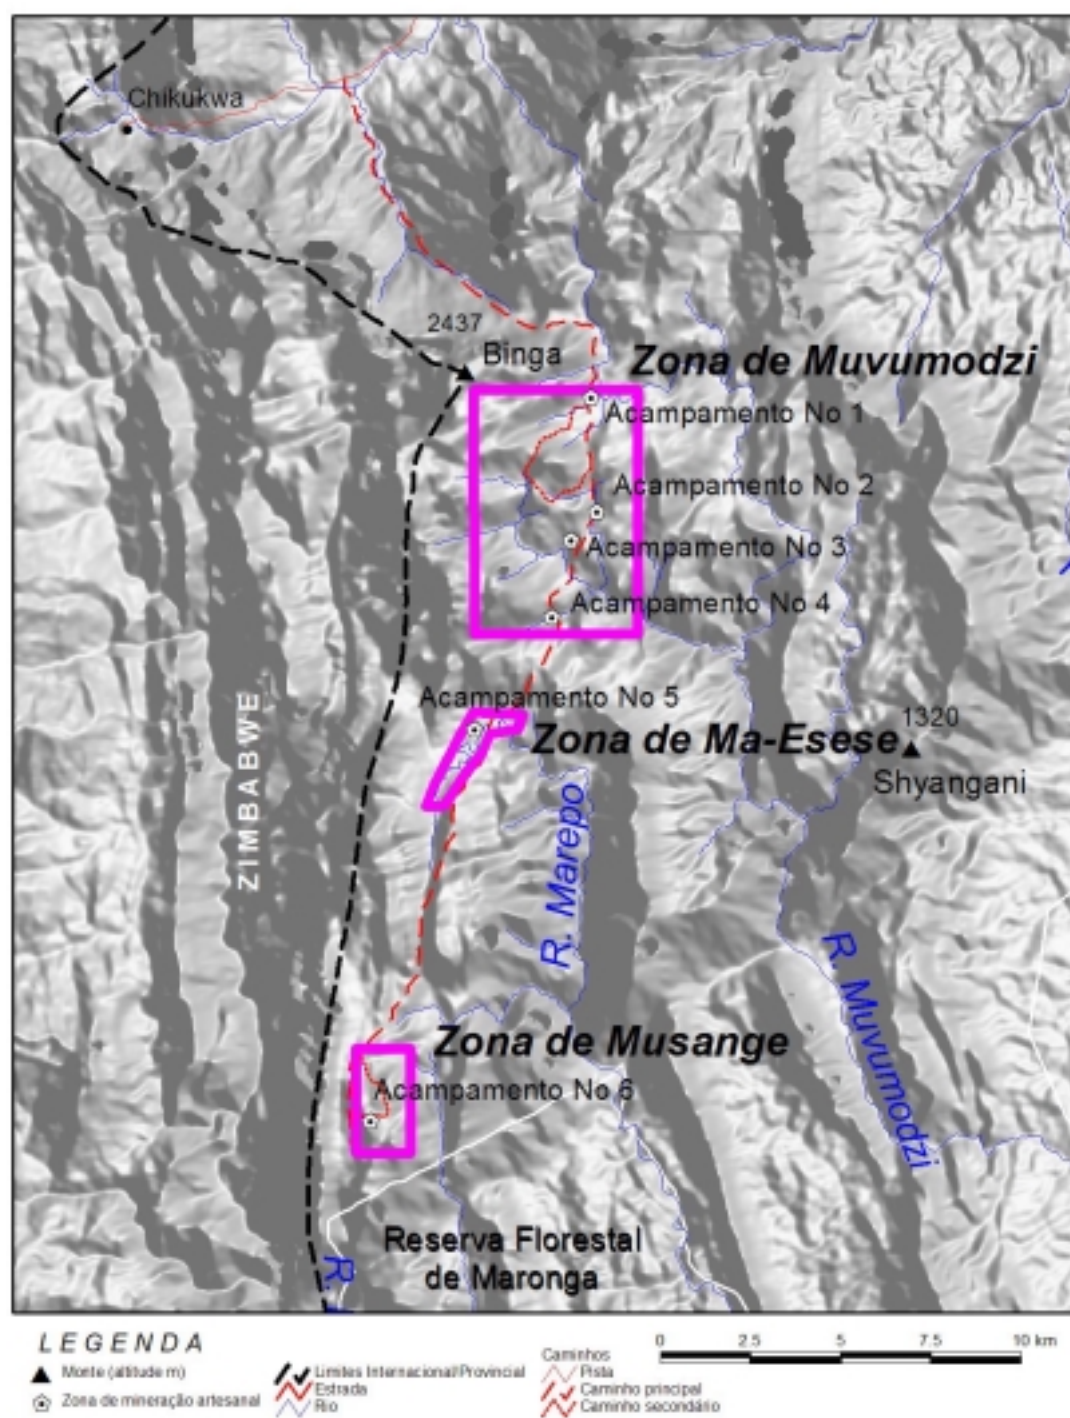 Chikukwa
2437
Binga
Zona de Muvumodzi
Acampamento No 1
Acampamento No 2
Acampamento No 3
Acampamento No 4
Acampamento No 5
Zona de Ma-Esese
1320
Shyangani
ZIMBABWE
R. Marepo
R. Muvumodzi
Zona de Musange
Acampamento No 6
Reserva Florestal
de Maronga
R.
LEGENDA
Monte (altitude m)
Zona de mineração artesanal
Limites Internacional/Provincial
Estrada
Rio
Caminhos
Pista
Caminho principal
Caminho secundário
0 2.5 5 7.5 10 km